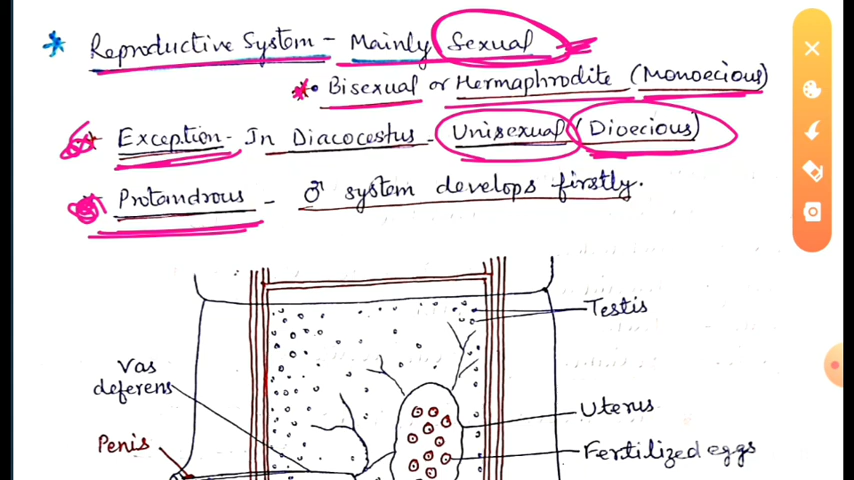 * Reproductive System - Mainly Sexual
• Bisexual or Hermaphrodite (Monoecious)
Exception - In Diacocestus - Unisexual (Dioecious)
Protandrous - ♂ system develops firstly.
Testis
Vas
deferens
Uterus
Penis
Fertilized eggs